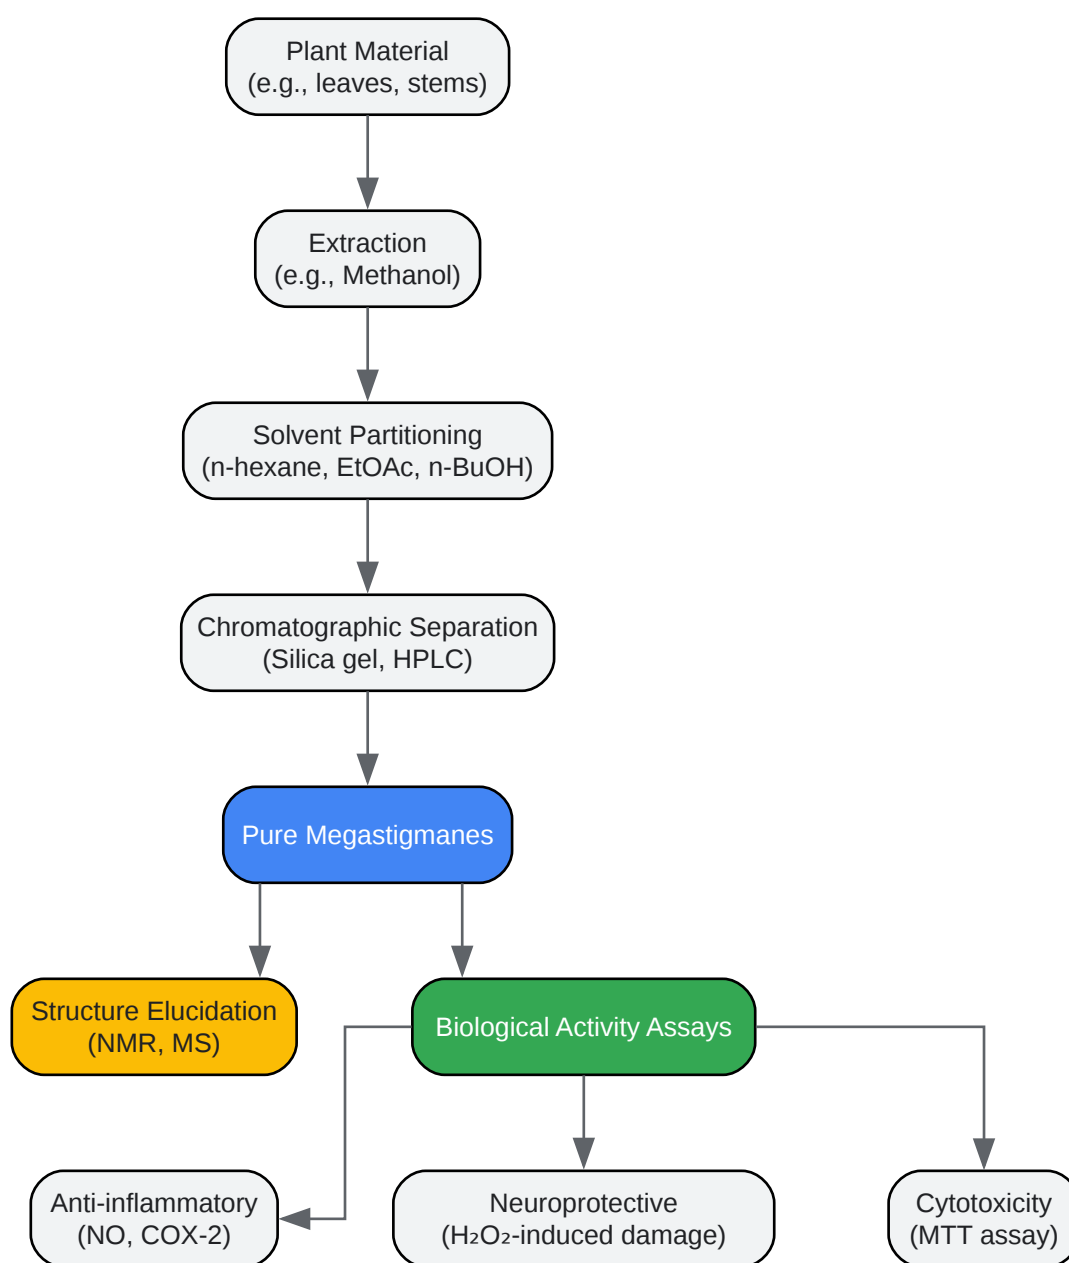 Plant Material
(e.g., leaves, stems)
Extraction
(e.g., Methanol)
Solvent Partitioning
(n-hexane, EtOAc, n-BuOH)
Chromatographic Separation
(Silica gel, HPLC)
Pure Megastigmanes
Structure Elucidation
(NMR, MS)
Biological Activity Assays
Anti-inflammatory
(NO, COX-2)
Neuroprotective
(H₂O₂-induced damage)
Cytotoxicity
(MTT assay)